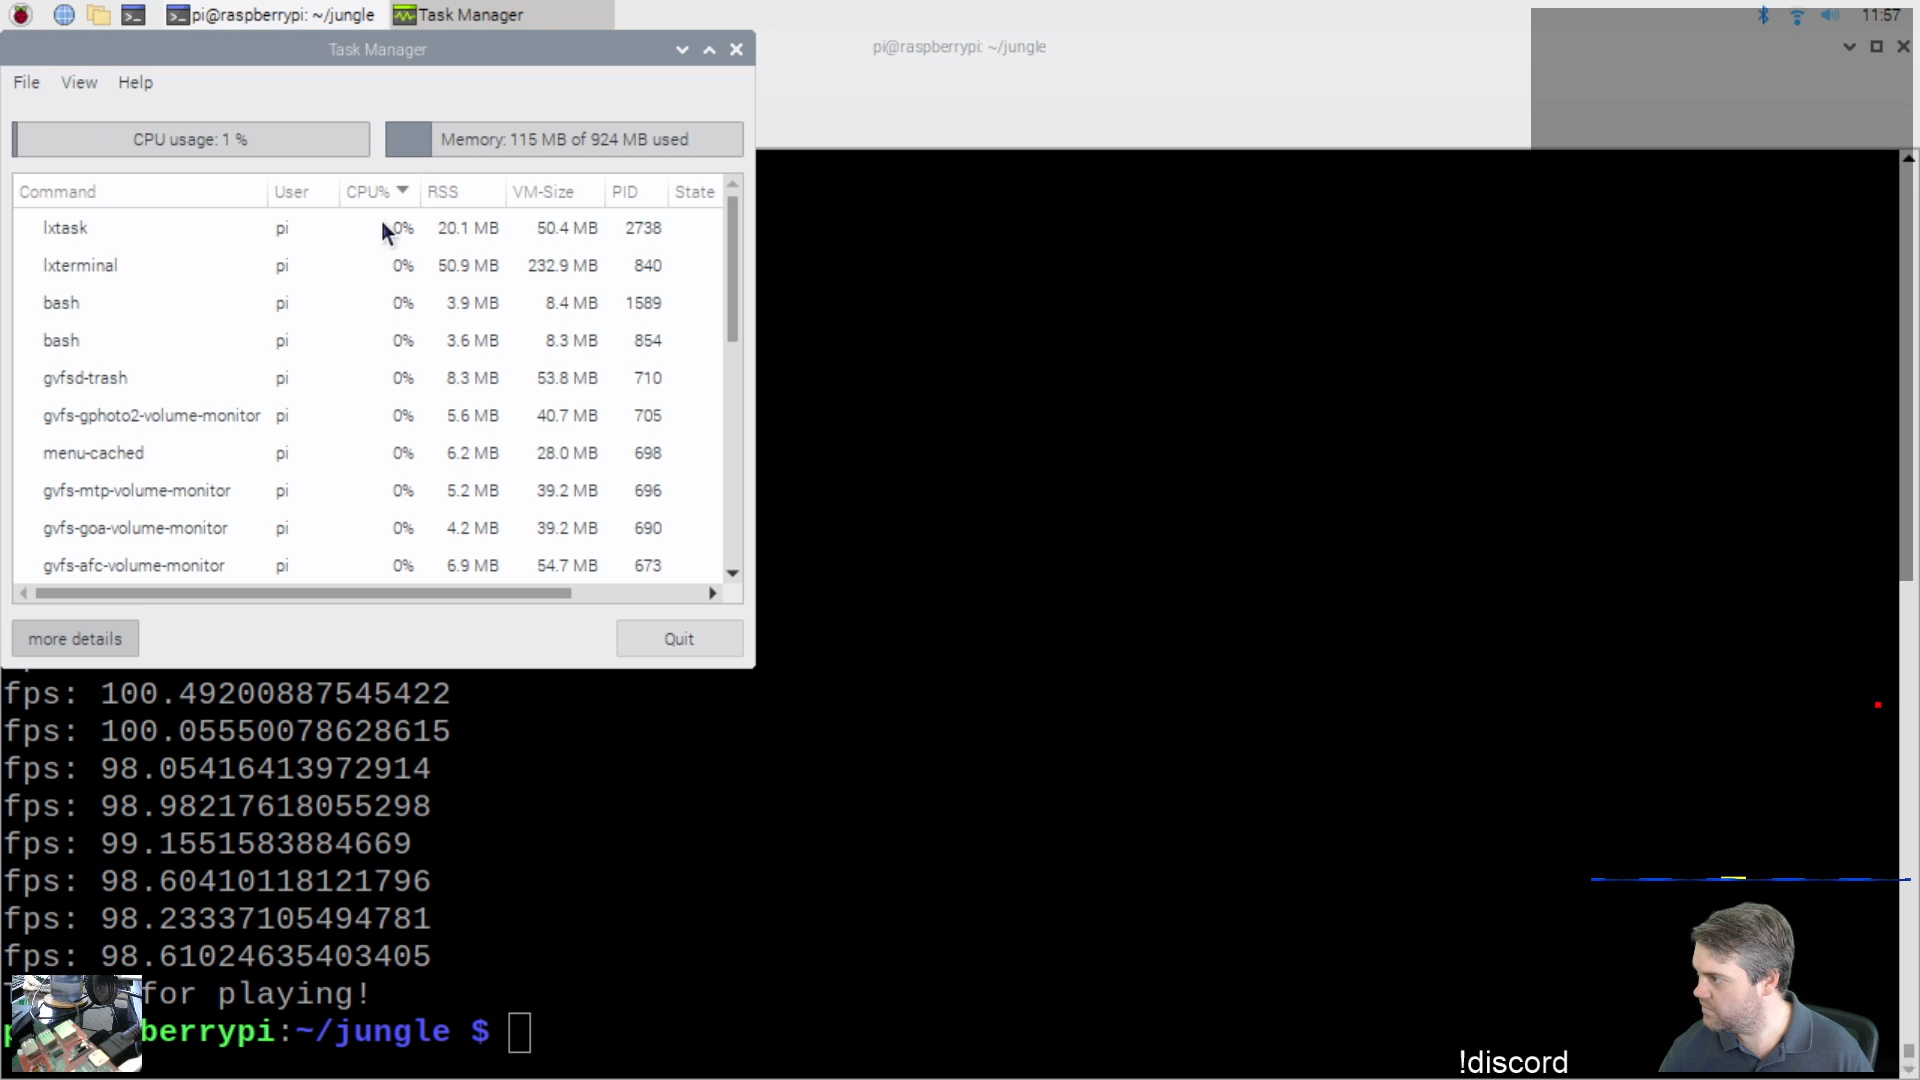 pi@raspberrypi: ~/jungle
Task Manager
11:57
Task Manager
pi@raspberrypi: ~/jungle
File View Help
CPU usage: 1 %
Memory: 115 MB of 924 MB used
Command User CPU% RSS VM-Size PID State
lxtask pi 0% 20.1 MB 50.4 MB 2738
lxterminal pi 0% 50.9 MB 232.9 MB 840
bash pi 0% 3.9 MB 8.4 MB 1589
bash pi 0% 3.6 MB 8.3 MB 854
gvfsd-trash pi 0% 8.3 MB 53.8 MB 710
gvfs-gphoto2-volume-monitor pi 0% 5.6 MB 40.7 MB 705
menu-cached pi 0% 6.2 MB 28.0 MB 698
gvfs-mtp-volume-monitor pi 0% 5.2 MB 39.2 MB 696
gvfs-goa-volume-monitor pi 0% 4.2 MB 39.2 MB 690
gvfs-afc-volume-monitor pi 0% 6.9 MB 54.7 MB 673
more details
Quit
fps: 100.49200887545422
fps: 100.05550078628615
fps: 98.05416413972914
fps: 98.98217618055298
fps: 99.1551583884669
fps: 98.60410118121796
fps: 98.23337105494781
fps: 98.61024635403405
for playing!
berrypi:~/jungle $
!discord